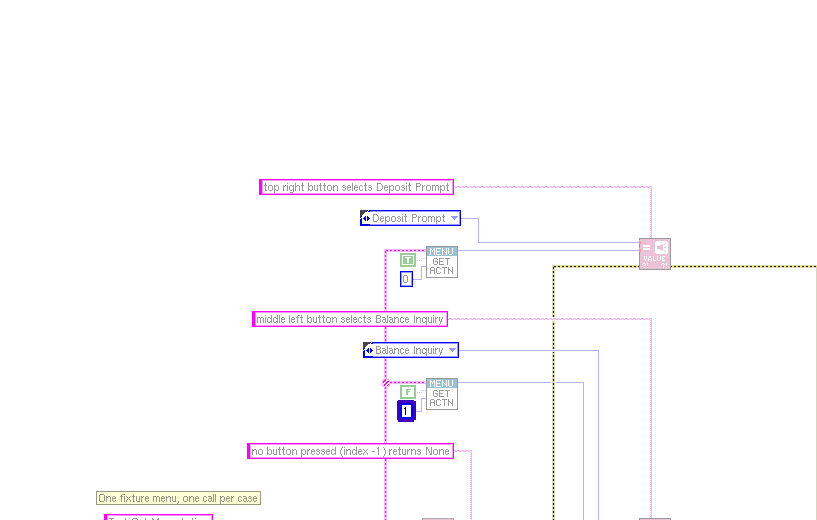 top right button selects Deposit Prompt
Deposit Prompt
MENU
GET
ACTN
T
0
=
VALUE
middle left button selects Balance Inquiry
Balance Inquiry
MENU
GET
ACTN
F
1
no button pressed (index -1) returns None
One fixture menu, one call per case